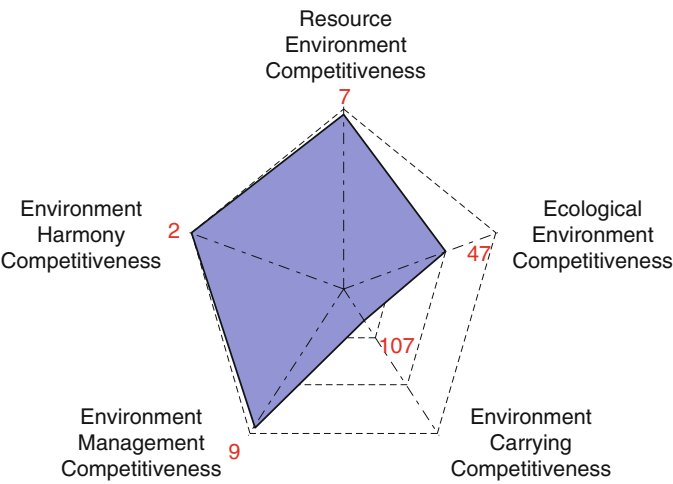 Resource
Environment
Competitiveness
7
Environment
Harmony
Competitiveness
2
Ecological
Environment
Competitiveness
47
107
Environment
Management
Competitiveness
9
Environment
Carrying
Competitiveness